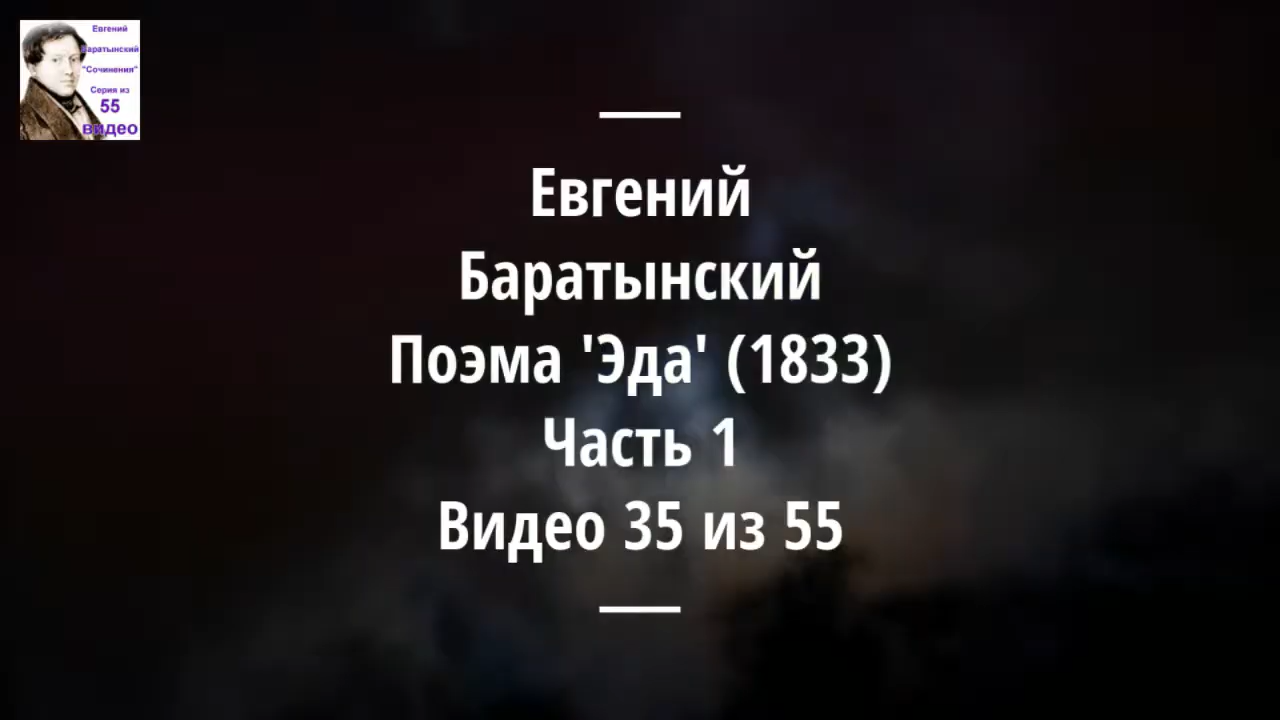 Евгений
Баратынский
"Сочинения"
Серия из
55
видео
Евгений
Баратынский
Поэма 'Эда' (1833)
Часть 1
Видео 35 из 55